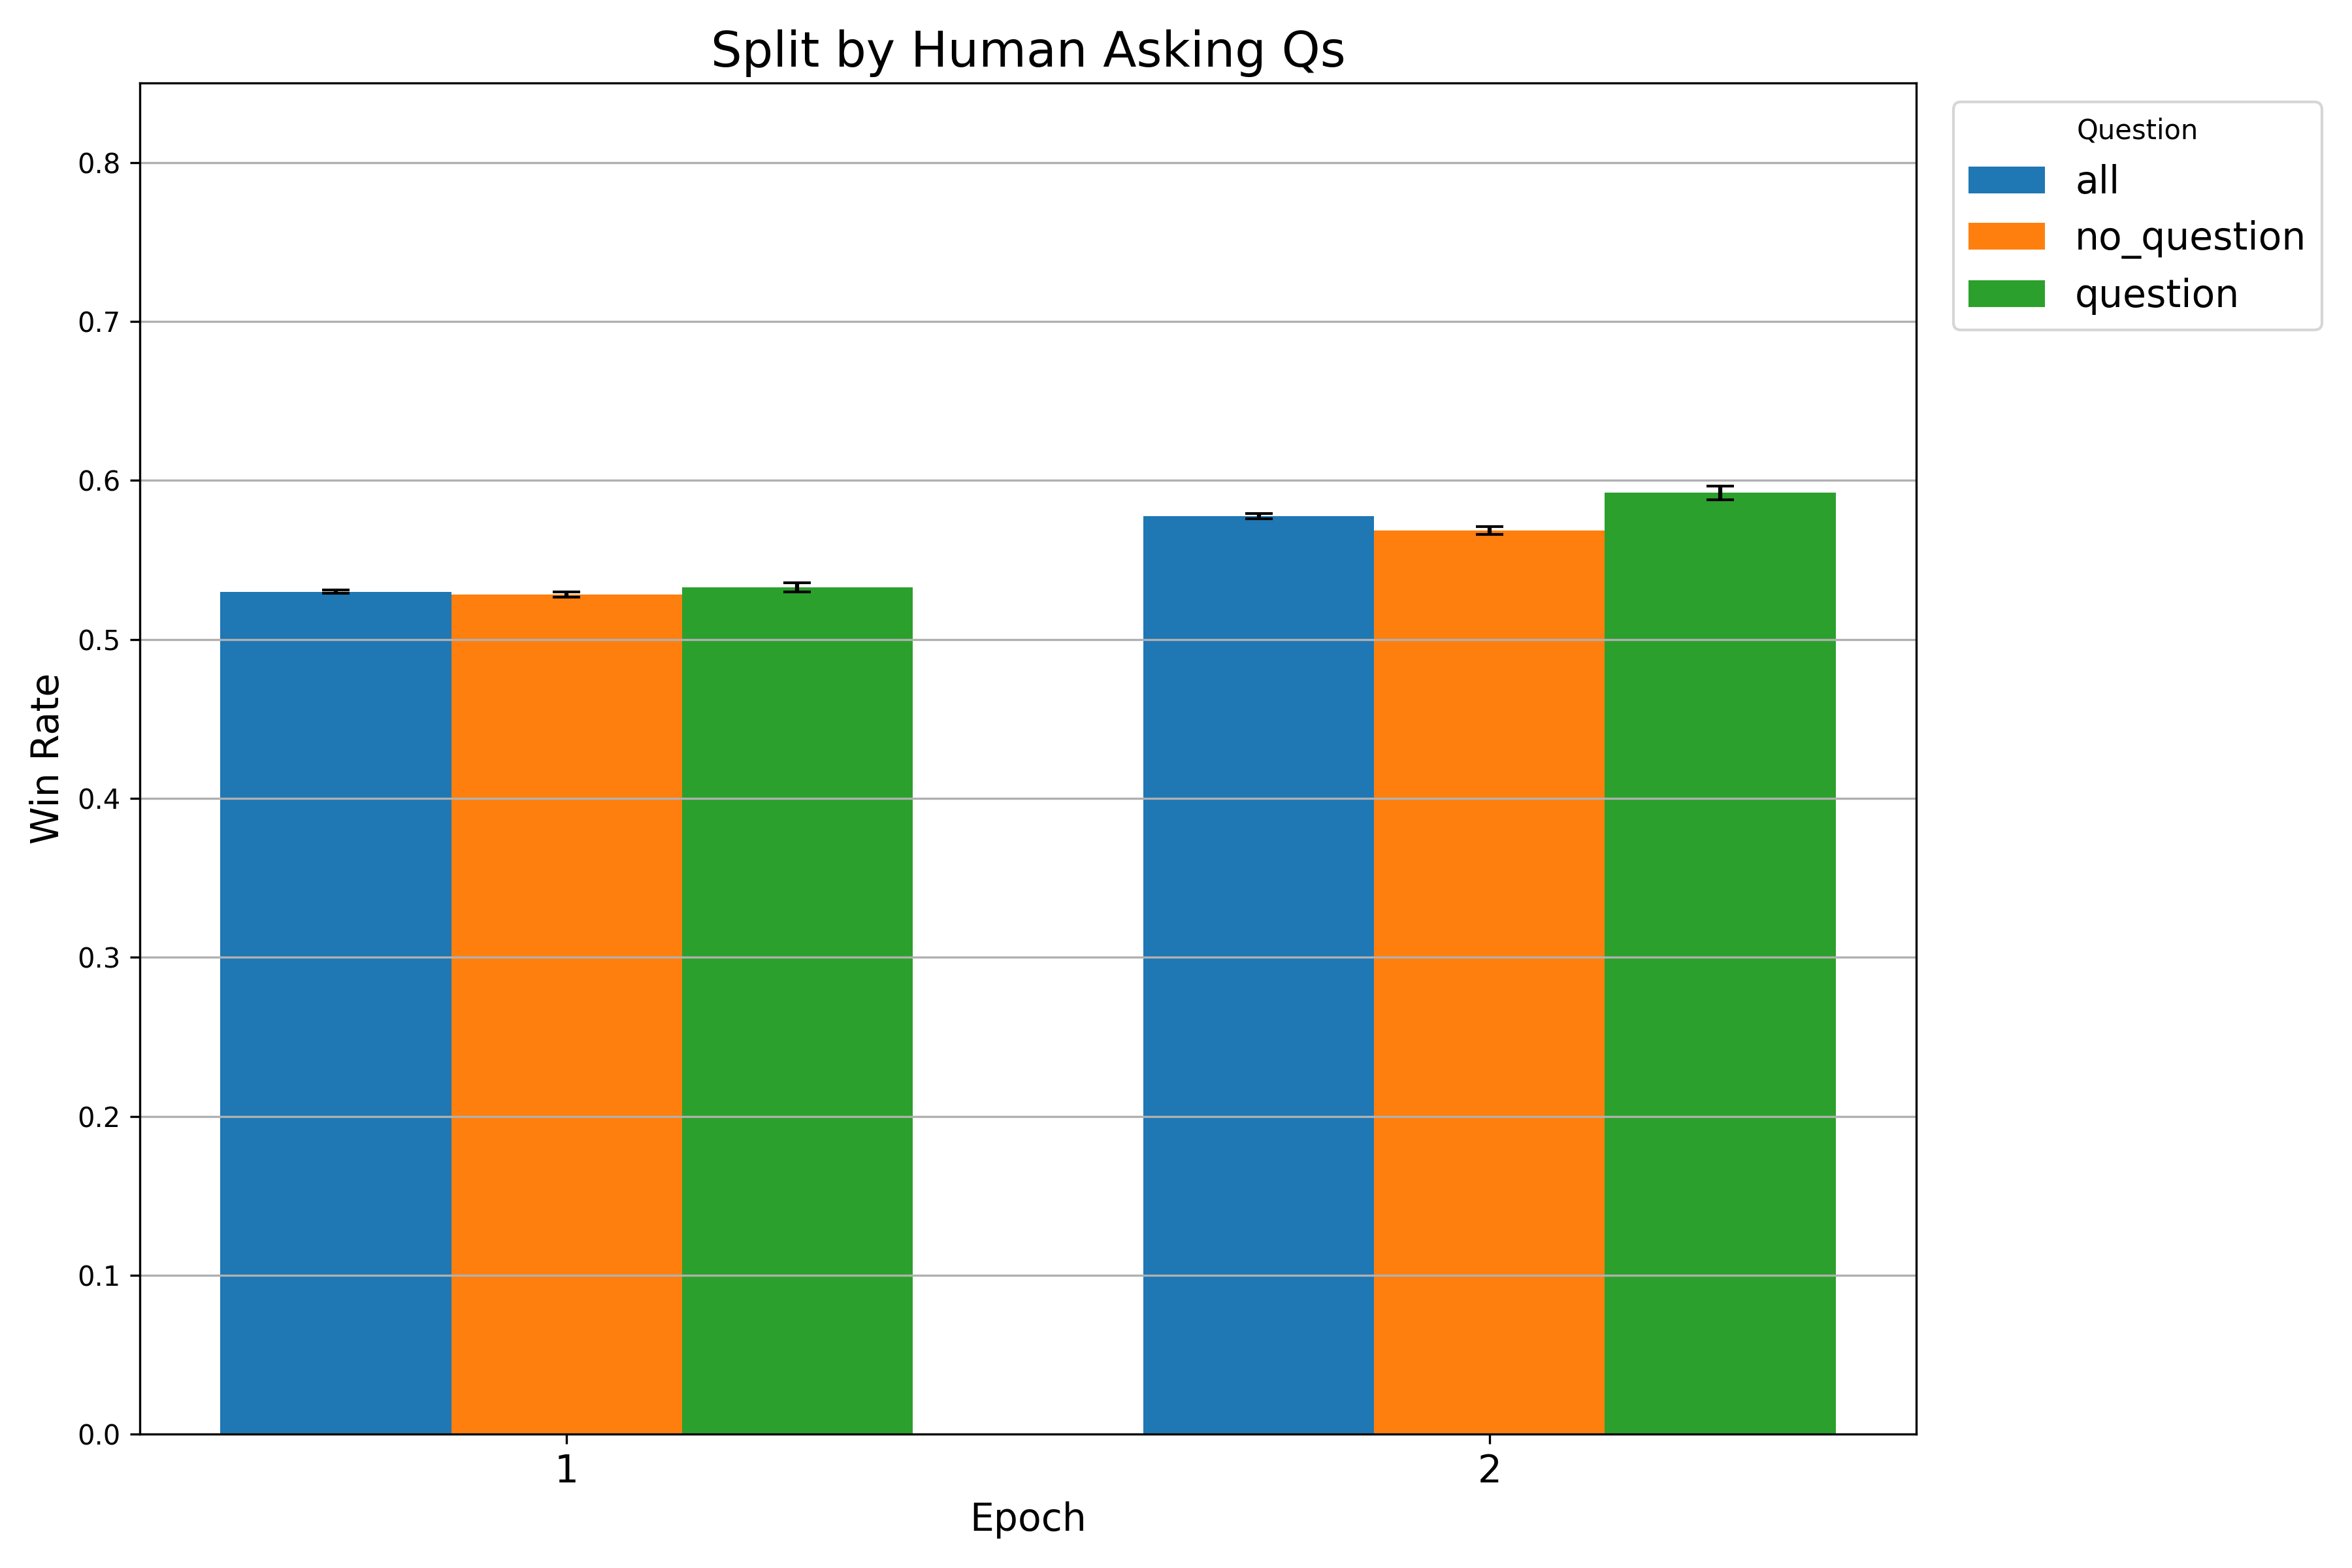 Split by Human Asking Qs
Question
all
no_question
question
0.8
0.7
0.6
0.5
0.4
0.3
0.2
0.1
0.0
Win Rate
1
2
Epoch